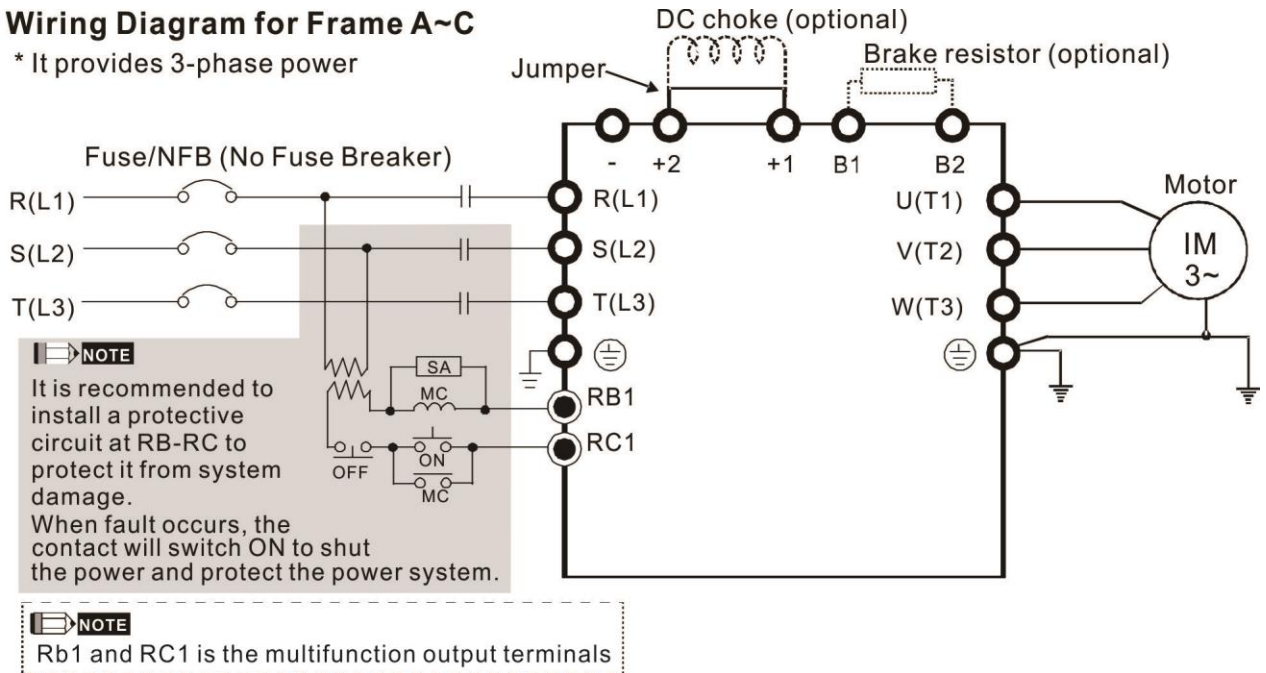 Wiring Diagram for Frame A~C
* It provides 3-phase power
DC choke (optional)
Jumper
Brake resistor (optional)
- +2 +1 B1 B2
Fuse/NFB (No Fuse Breaker)
R(L1)
S(L2)
T(L3)
R(L1)
S(L2)
T(L3)
RB1
RC1
U(T1)
V(T2)
W(T3)
Motor
IM
3~
SA
MC
OFF
ON
MC
NOTE
It is recommended to
install a protective
circuit at RB-RC to
protect it from system
damage.
When fault occurs, the
contact will switch ON to shut
the power and protect the power system.
NOTE
Rb1 and RC1 is the multifunction output terminals